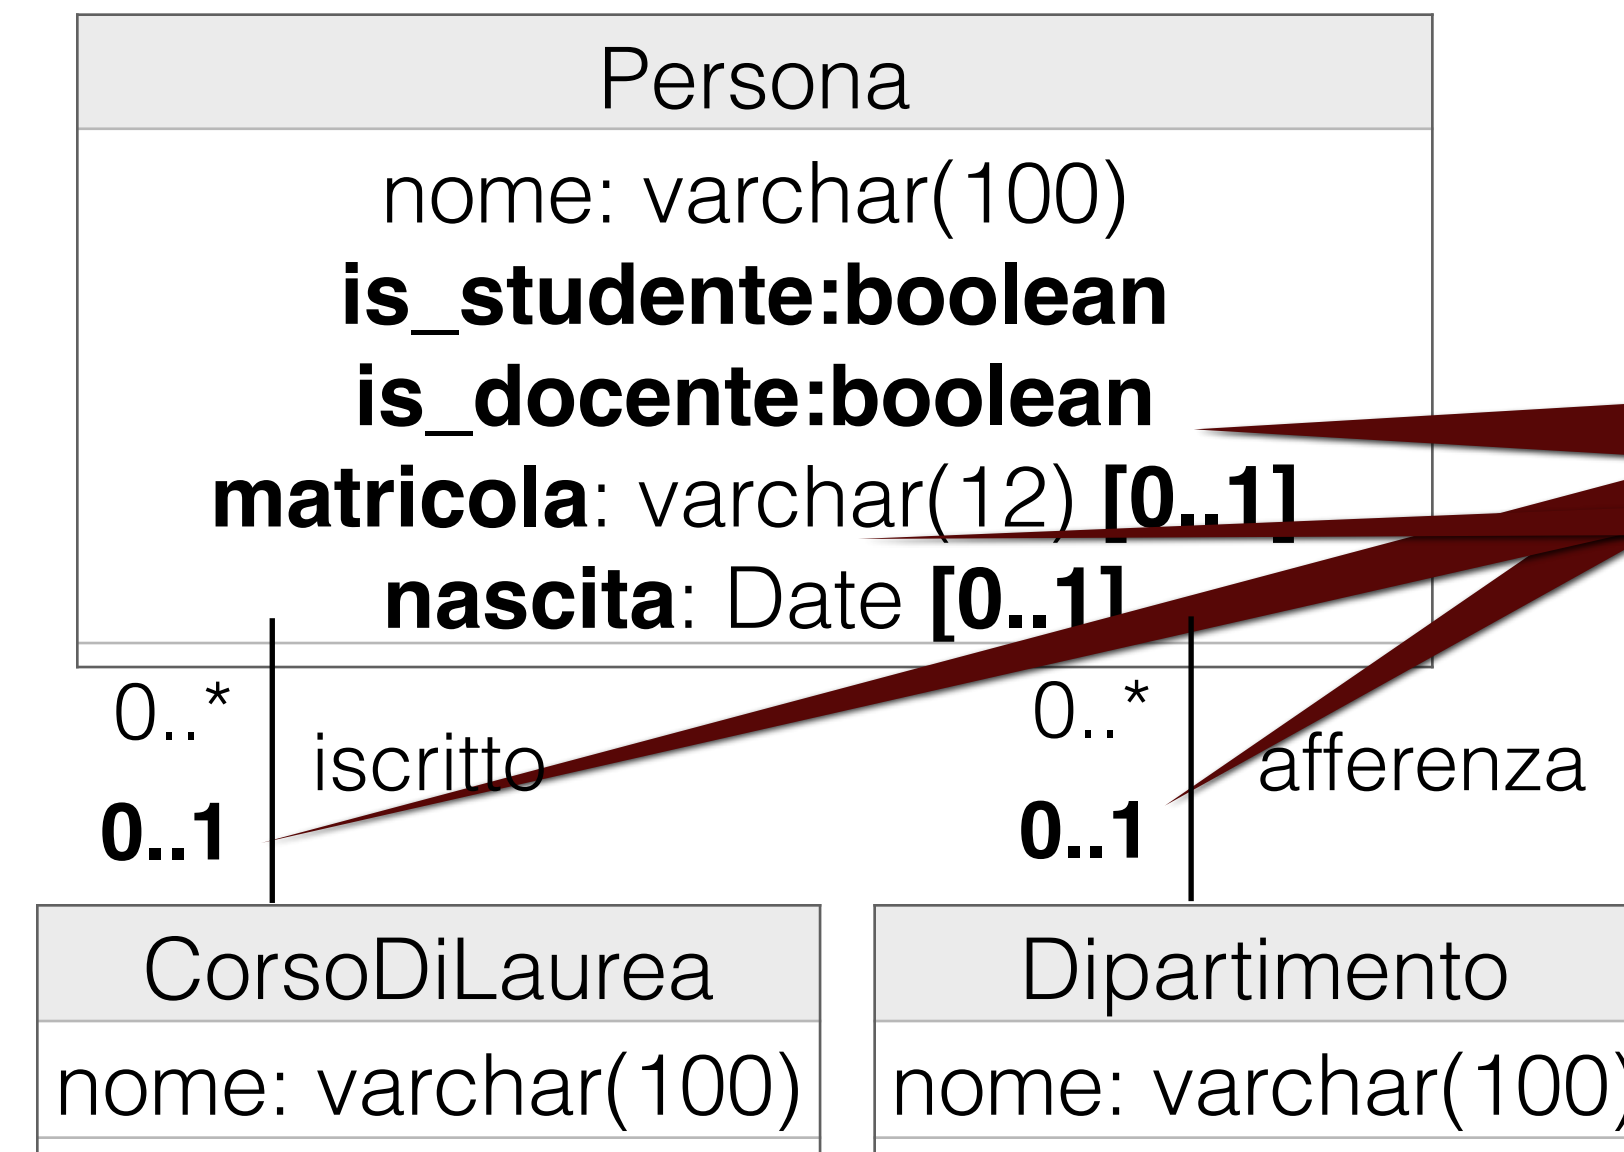 Persona
nome: varchar(100)
is_studente:boolean
is_docente:boolean
matricola: varchar(12) [0..1]
nascita: Date [0..1]
0..*
0..*
iscritto
afferenza
0..1
0..1
CorsoDiLaurea
Dipartimento
nome: varchar(100)
nome: varchar(100)